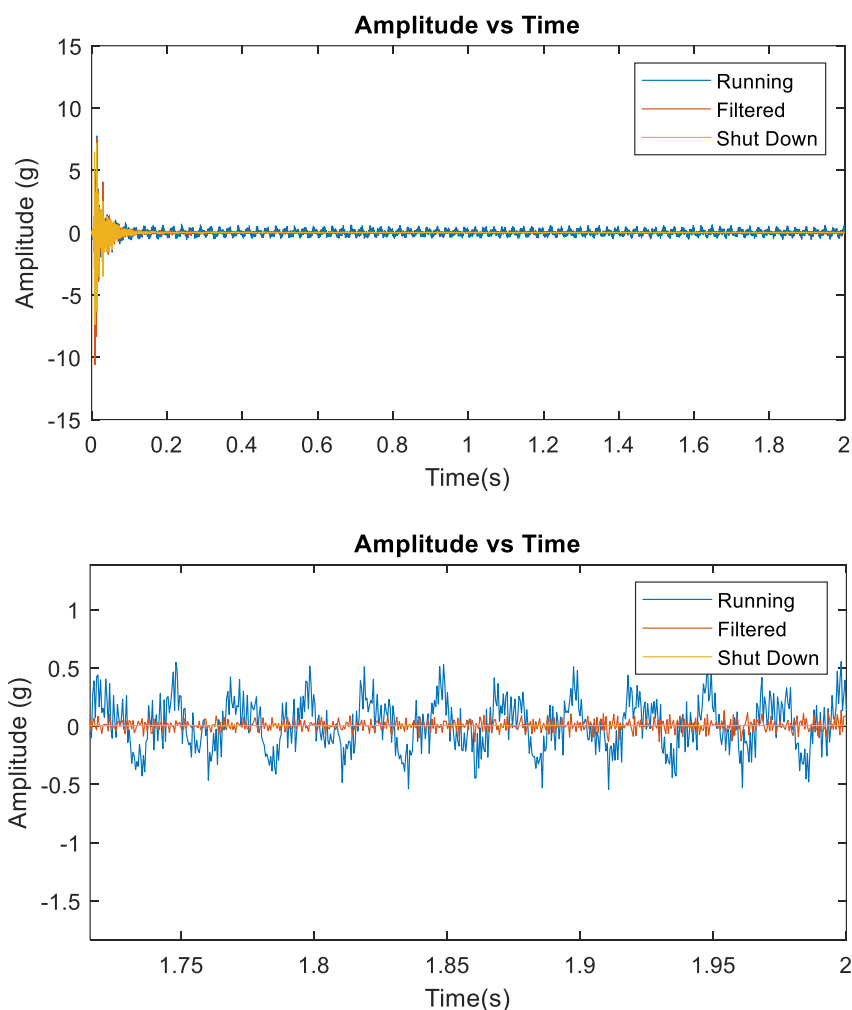 Amplitude vs Time
15
10
5
0
-5
-10
-15
Amplitude (g)
Running
Filtered
Shut Down
0 0.2 0.4 0.6 0.8 1 1.2 1.4 1.6 1.8 2
Time(s)
Amplitude vs Time
1
0.5
0
-0.5
-1
-1.5
Amplitude (g)
Running
Filtered
Shut Down
1.75 1.8 1.85 1.9 1.95 2
Time(s)